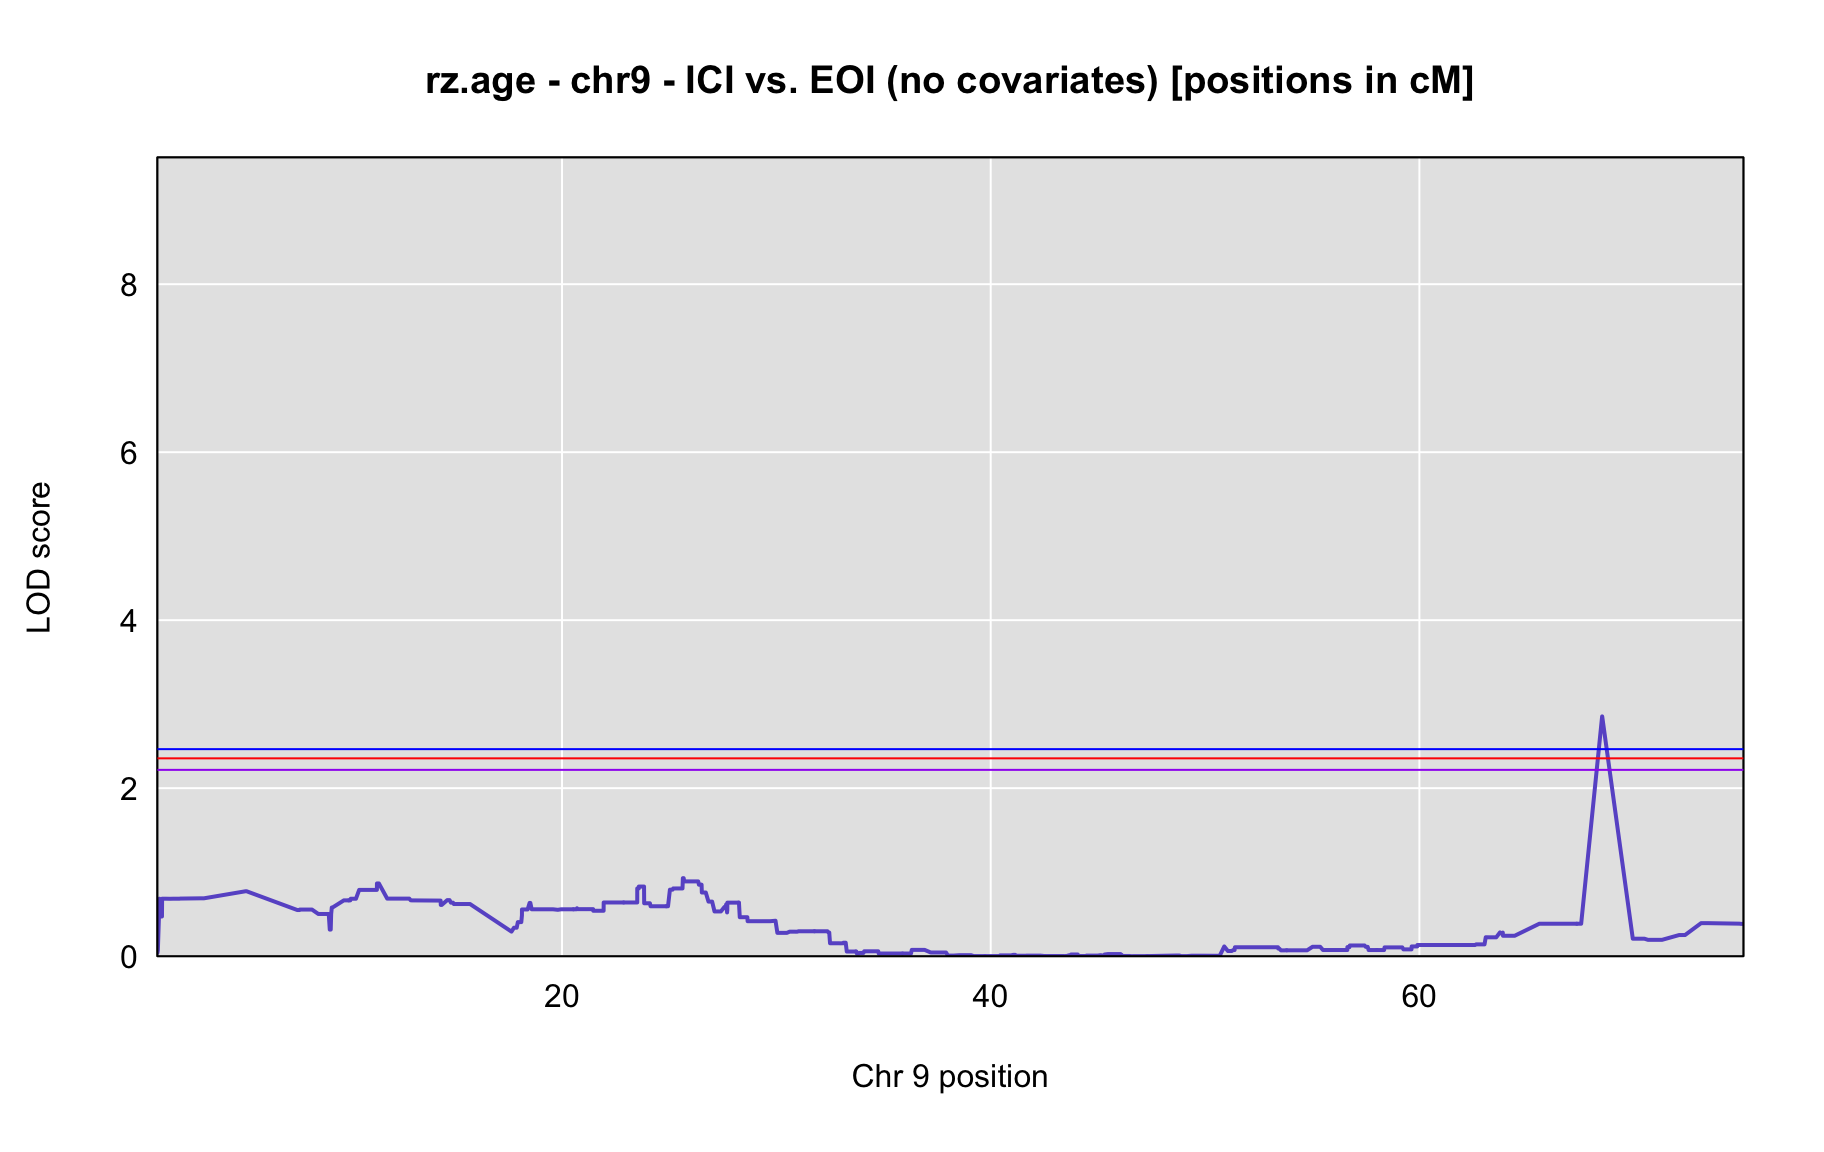 rz.age - chr9 - ICI vs. EOI (no covariates) [positions in cM]
8
6
4
2
0
LOD score
20 40 60
Chr 9 position